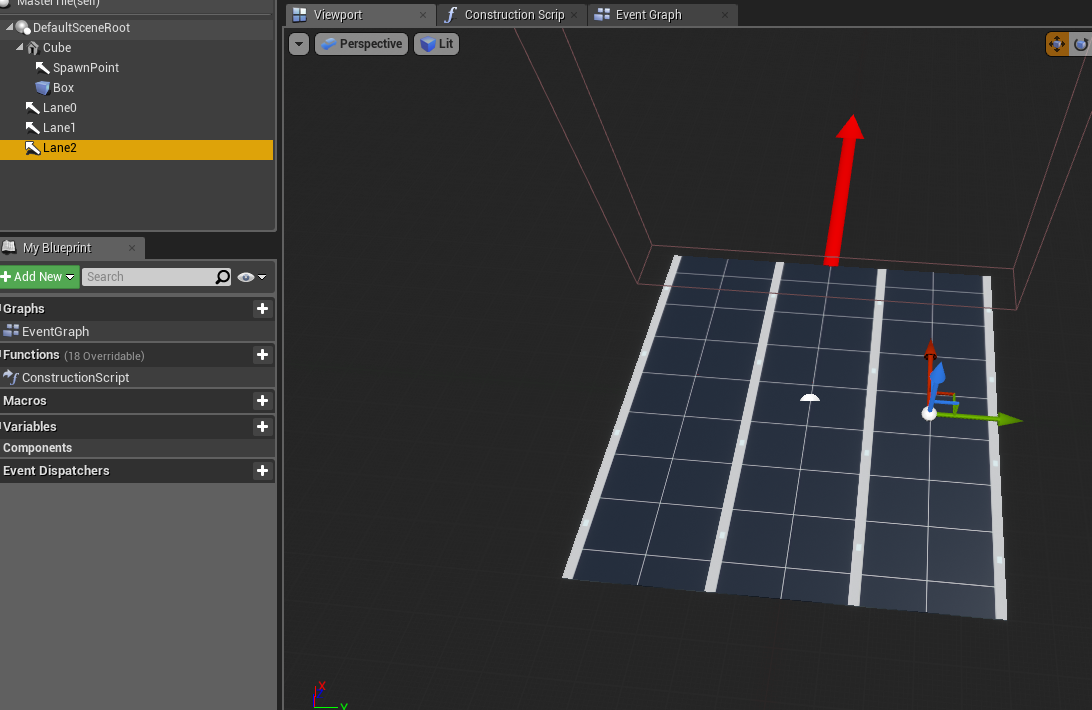 MasterTile(self)
DefaultSceneRoot
Cube
SpawnPoint
Box
Lane0
Lane1
Lane2
My Blueprint
Add New
Search
Graphs
EventGraph
Functions (18 Overridable)
ConstructionScript
Macros
Variables
Components
Event Dispatchers
Viewport
Construction Scrip
Event Graph
Perspective
Lit
X
Y